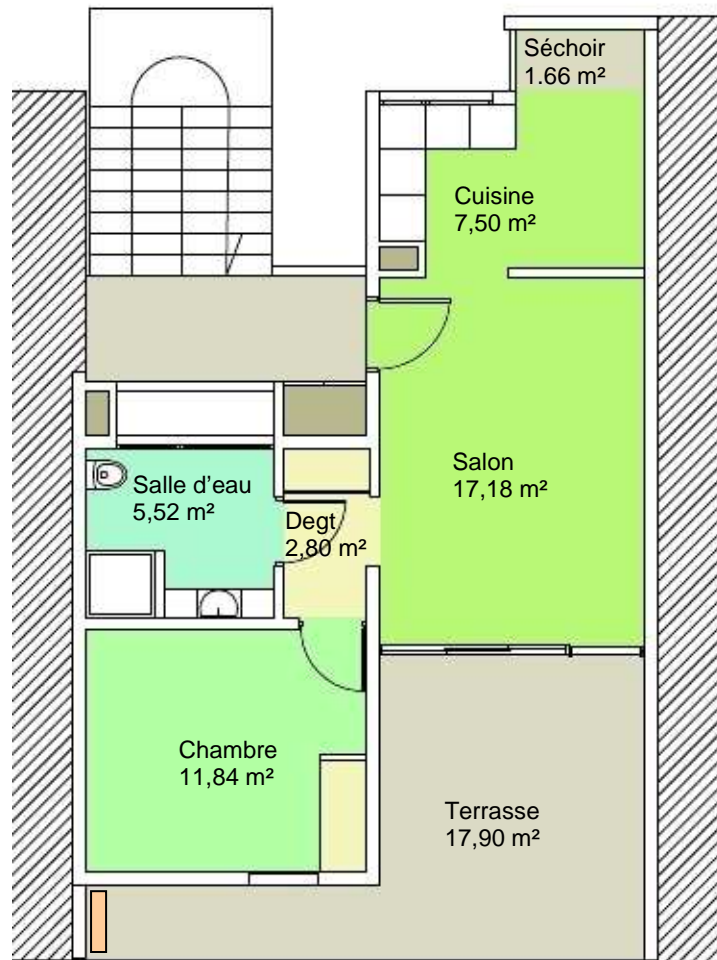 Séchoir
1.66 m²
Cuisine
7,50 m²
Salon
17,18 m²
Salle d’eau
5,52 m²
Degt
2,80 m²
Chambre
11,84 m²
Terrasse
17,90 m²